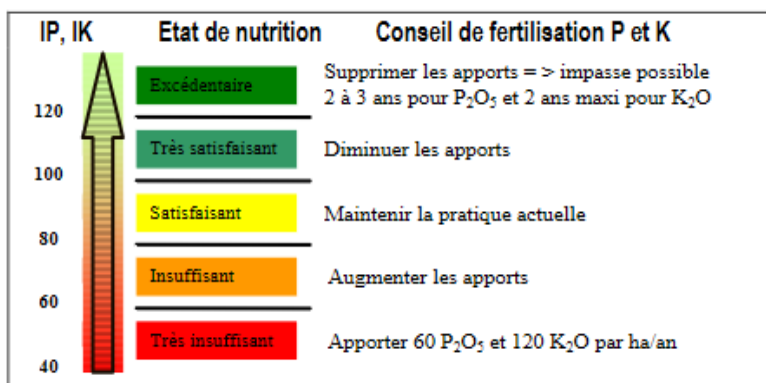 IP, IK Etat de nutrition Conseil de fertilisation P et K
Excédentaire Supprimer les apports = > impasse possible
2 à 3 ans pour P₂O₅ et 2 ans maxi pour K₂O
120
Très satisfaisant Diminuer les apports
100
Satisfaisant Maintenir la pratique actuelle
80
Insuffisant Augmenter les apports
60
Très insuffisant Apporter 60 P₂O₅ et 120 K₂O par ha/an
40